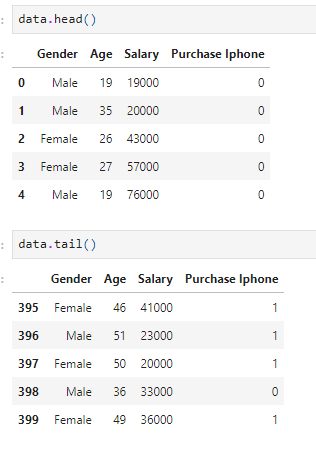 : data.head()
: Gender Age Salary Purchase Iphone
0 Male 19 19000 0
1 Male 35 20000 0
2 Female 26 43000 0
3 Female 27 57000 0
4 Male 19 76000 0
: data.tail()
: Gender Age Salary Purchase Iphone
395 Female 46 41000 1
396 Male 51 23000 1
397 Female 50 20000 1
398 Male 36 33000 0
399 Female 49 36000 1